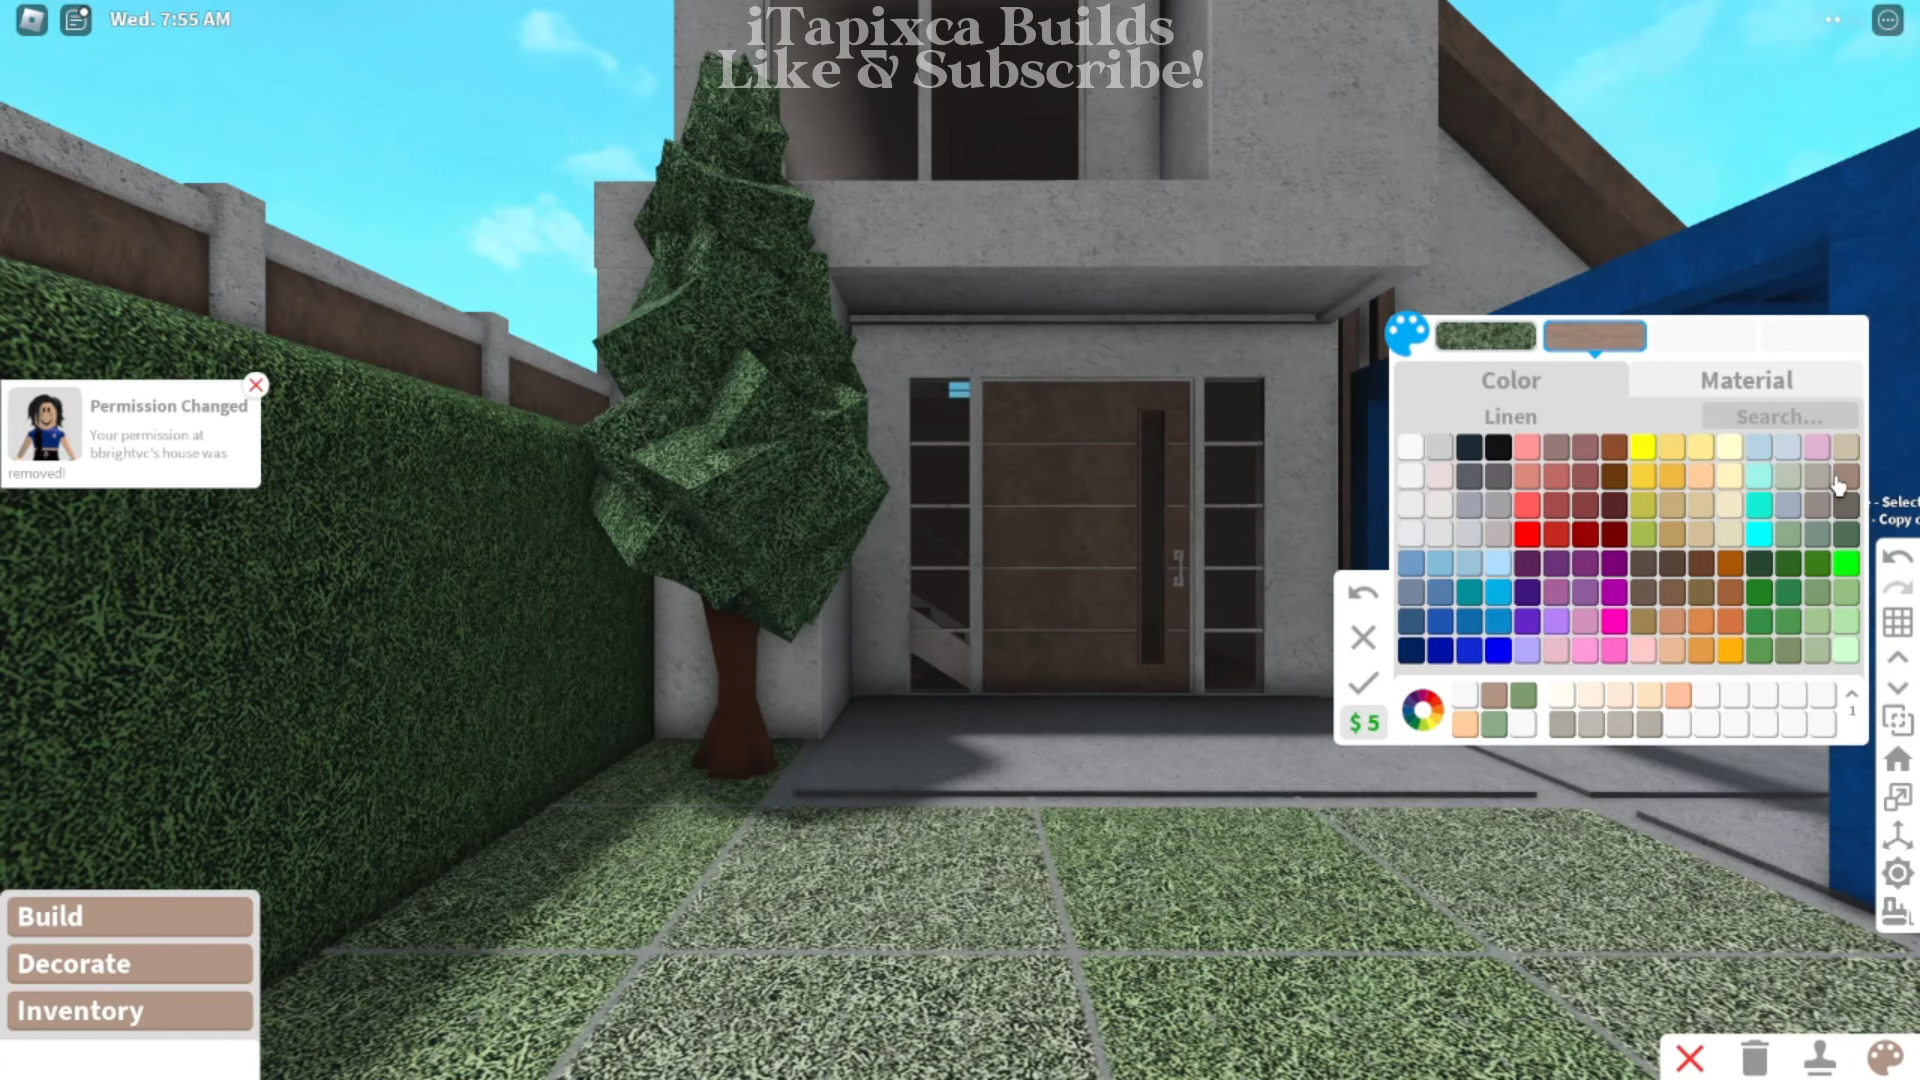 Wed. 7:55 AM
iTapixca Builds
Like & Subscribe!
Permission Changed
Your permission at
bbrightvc's house was
removed!
Color
Material
Linen
Search...
- Select
- Copy
$ 5
1
Build
Decorate
Inventory